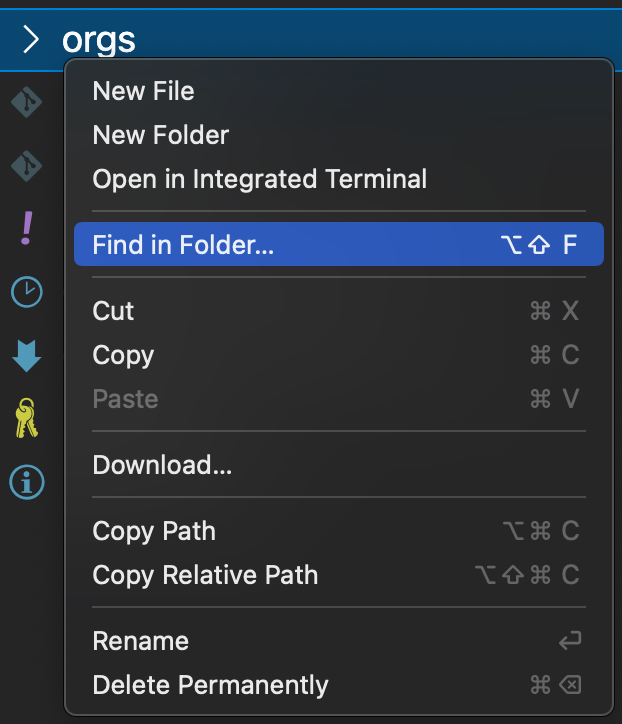 orgs
New File
New Folder
Open in Integrated Terminal
Find in Folder... ⌥⇧ F
Cut ⌘ X
Copy ⌘ C
Paste ⌘ V
Download...
Copy Path ⌥⌘ C
Copy Relative Path ⌥⇧⌘ C
Rename ↩
Delete Permanently ⌘⌫